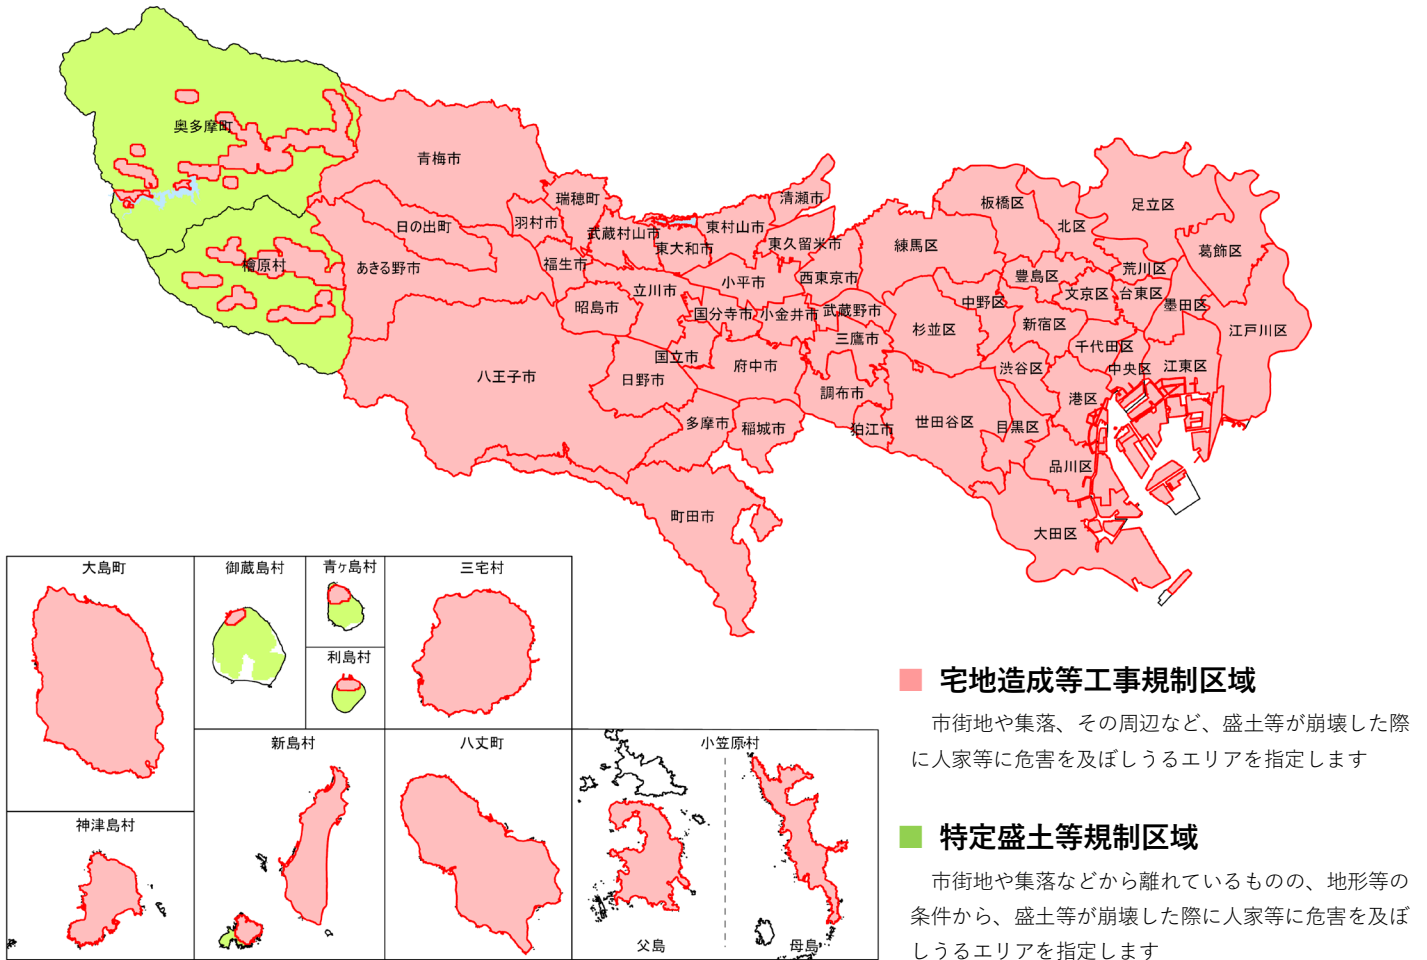 奥多摩町
青梅市
瑞穂町
清瀬市
板橋区
足立区
羽村市
日の出町
武蔵村山市
東村山市
東大和市
東久留米市
練馬区
北区
葛飾区
檜原村
あきる野市
福生市
小平市
西東京市
豊島区
荒川区
立川市
昭島市
国分寺市
小金井市
武蔵野市
中野区
文京区
台東区
墨田区
杉並区
新宿区
江戸川区
三鷹市
千代田区
国立市
府中市
渋谷区
中央区
江東区
八王子市
日野市
調布市
港区
多摩市
稲城市
狛江市
世田谷区
目黒区
品川区
町田市
大田区
大島町
御蔵島村
青ヶ島村
三宅村
利島村
新島村
八丈町
小笠原村
神津島村
父島
母島
宅地造成等工事規制区域
市街地や集落、その周辺など、盛土等が崩壊した際
に人家等に危害を及ぼしうるエリアを指定します
特定盛土等規制区域
市街地や集落などから離れているものの、地形等の
条件から、盛土等が崩壊した際に人家等に危害を及ぼ
しうるエリアを指定します